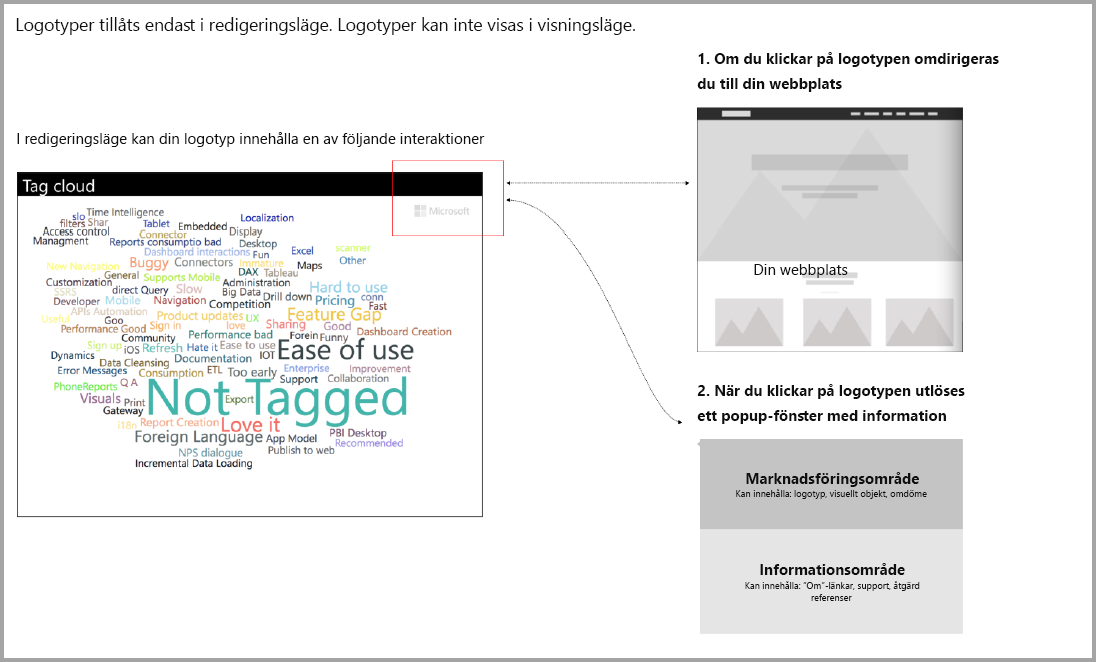 Logotyper tillåts endast i redigeringsläge. Logotyper kan inte visas i visningsläge.
I redigeringsläge kan din logotyp innehålla en av följande interaktioner
Tag cloud
Microsoft
Time Intelligence
slo
filters Shar
Tablet
Localization
Embedded
Access control
Connector
Display
Managment
Reports consumptio bad
Desktop
Dashboard interactions
Fun
Excel
scanner
New Navigation
Buggy
Connectors
Immature
Maps
Other
General
Supports Mobile
DAX
Tableau
Customization
Administration
Hard to use
SSRS
direct Query
Slow
Big Data
Drill down
Pricing
conn
Developer
Mobile
Navigation
Competition
Fast
APIs Automation
Feature Gap
Useful
Goo
Product updates
UX
Performance Good
Sign in
love
Sharing
Good
Dashboard Creation
Community
Performance bad
Forein
Funny
Sign up
iOS
Refresh
Hate it
Ease to use
Ease of use
Dynamics
Data Cleansing
Documentation
IOT
Error Messages
Consumption
ETL
Too early
Enterprise
Improvement
PhoneReports
Q A
Support
Collaboration
Visuals
Print
Not Tagged
Export
Gateway
i18n
Report Creation
Love it
Foreign Language
App Model
PBI Desktop
Recommended
NPS dialogue
Publish to web
Incremental Data Loading
1. Om du klickar på logotypen omdirigeras
du till din webbplats
Din webbplats
2. När du klickar på logotypen utlöses
ett popup-fönster med information
Marknadsföringsområde
Kan innehålla: logotyp, visuellt objekt, omdöme
Informationsområde
Kan innehålla: "Om"-länkar, support, åtgärd
referenser